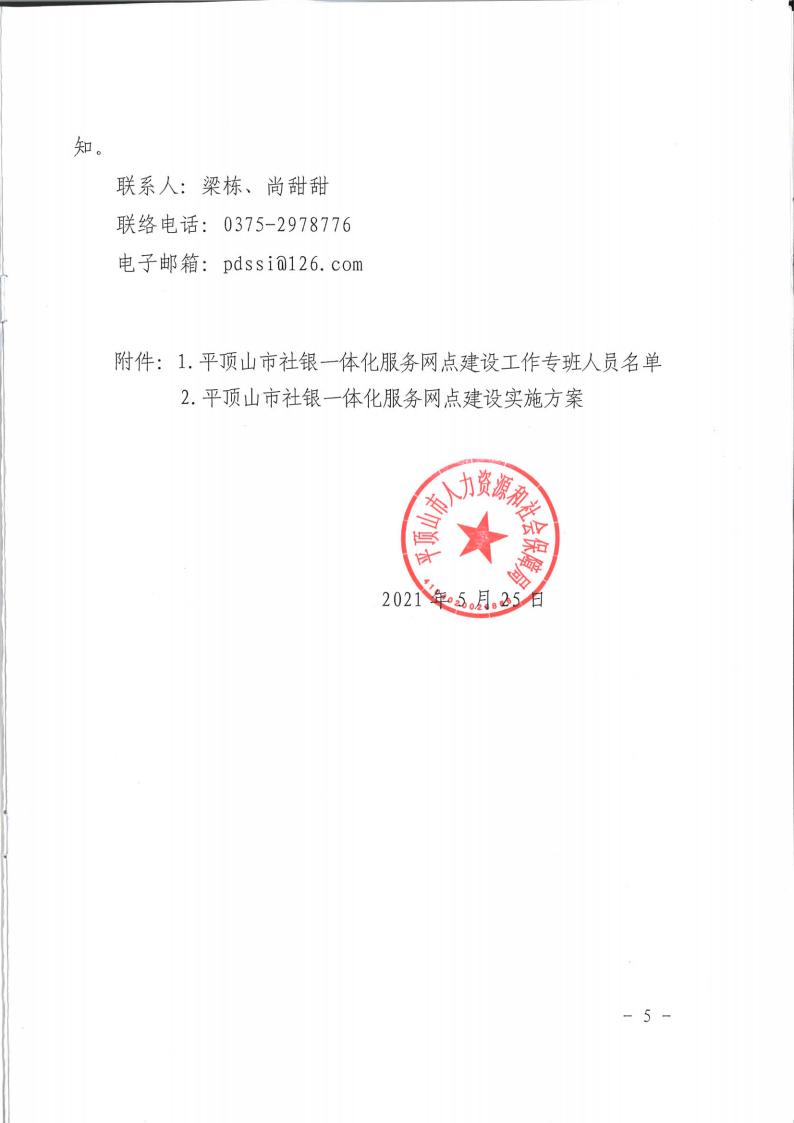 知。
联系人：梁栋、尚甜甜
联络电话：0375-2978776
电子邮箱：pdssi@126.com
附件：1.平顶山市社银一体化服务网点建设工作专班人员名单
2.平顶山市社银一体化服务网点建设实施方案
平顶山市人力资源和社会保障局
2021年5月25日
- 5 -